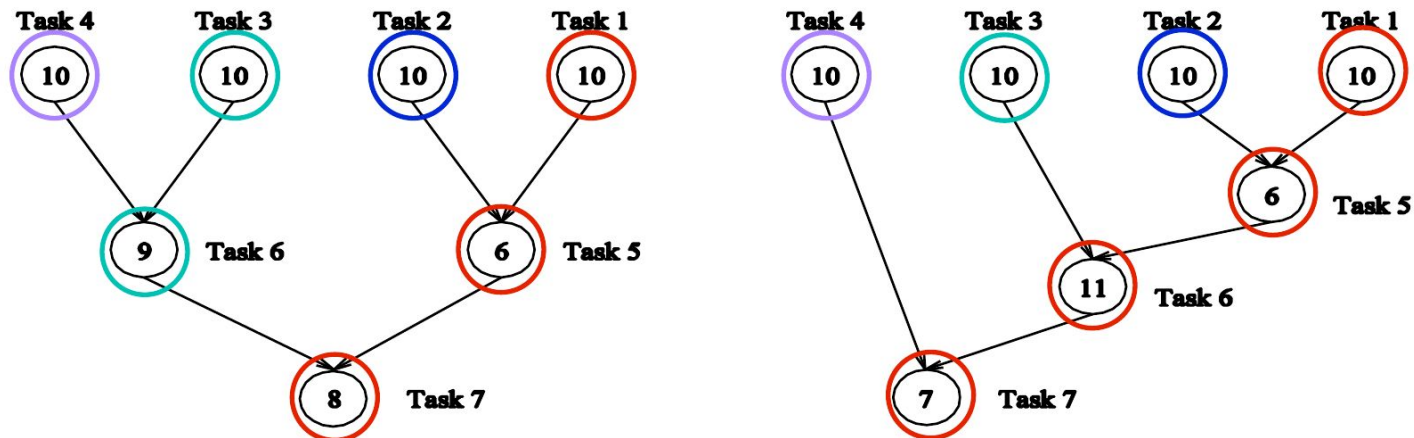 Task 4 Task 3 Task 2 Task 1 Task 4 Task 3 Task 2 Task 1
10 10 10 10 10 10 10 10
6 Task 5
9 Task 6 6 Task 5
11 Task 6
8 Task 7 7 Task 7